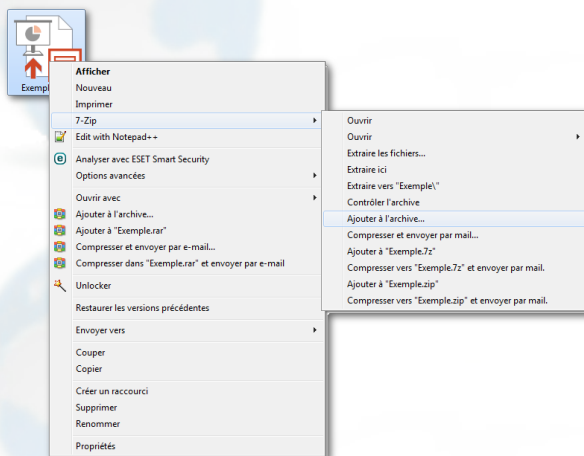 Exempl
Afficher
Nouveau
Imprimer
7-Zip
Edit with Notepad++
Analyser avec ESET Smart Security
Options avancées
Ouvrir avec
Ajouter à l'archive...
Ajouter à "Exemple.rar"
Compresser et envoyer par e-mail...
Compresser dans "Exemple.rar" et envoyer par e-mail
Unlocker
Restaurer les versions précédentes
Envoyer vers
Couper
Copier
Créer un raccourci
Supprimer
Renommer
Propriétés
Ouvrir
Ouvrir
Extraire les fichiers...
Extraire ici
Extraire vers "Exemple\"
Contrôler l'archive
Ajouter à l'archive...
Compresser et envoyer par mail...
Ajouter à "Exemple.7z"
Compresser vers "Exemple.7z" et envoyer par mail.
Ajouter à "Exemple.zip"
Compresser vers "Exemple.zip" et envoyer par mail.